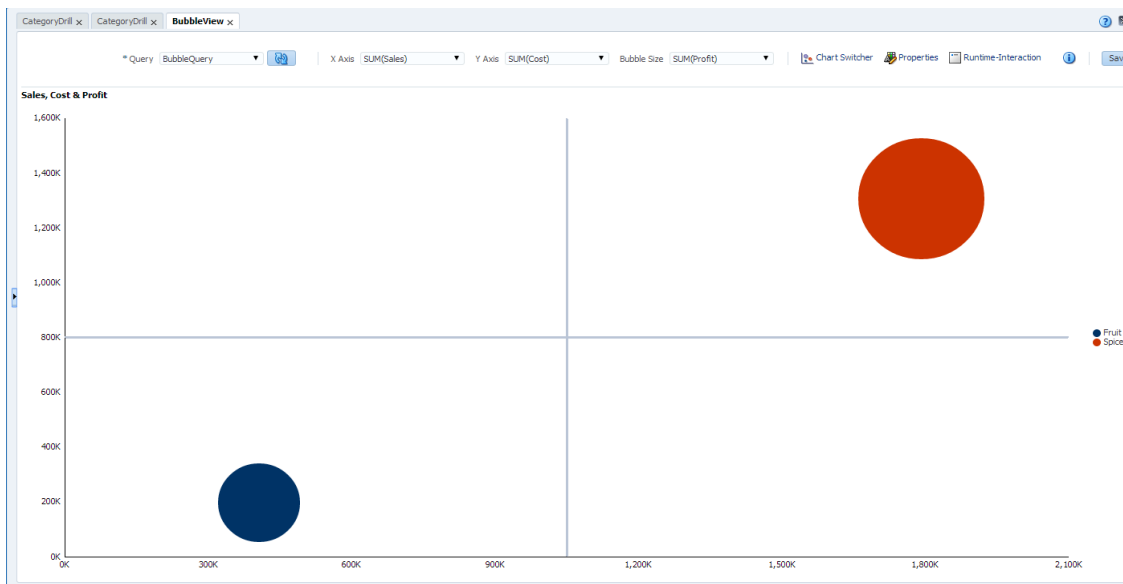 CategoryDrill x CategoryDrill x BubbleView x
* Query BubbleQuery X Axis SUM(Sales) Y Axis SUM(Cost) Bubble Size SUM(Profit) Chart Switcher Properties Runtime-Interaction Sav
Sales, Cost & Profit
1,600K
1,400K
1,200K
1,000K
800K
600K
400K
200K
0K
0K 300K 600K 900K 1,200K 1,500K 1,800K 2,100K
Fruit
Spice